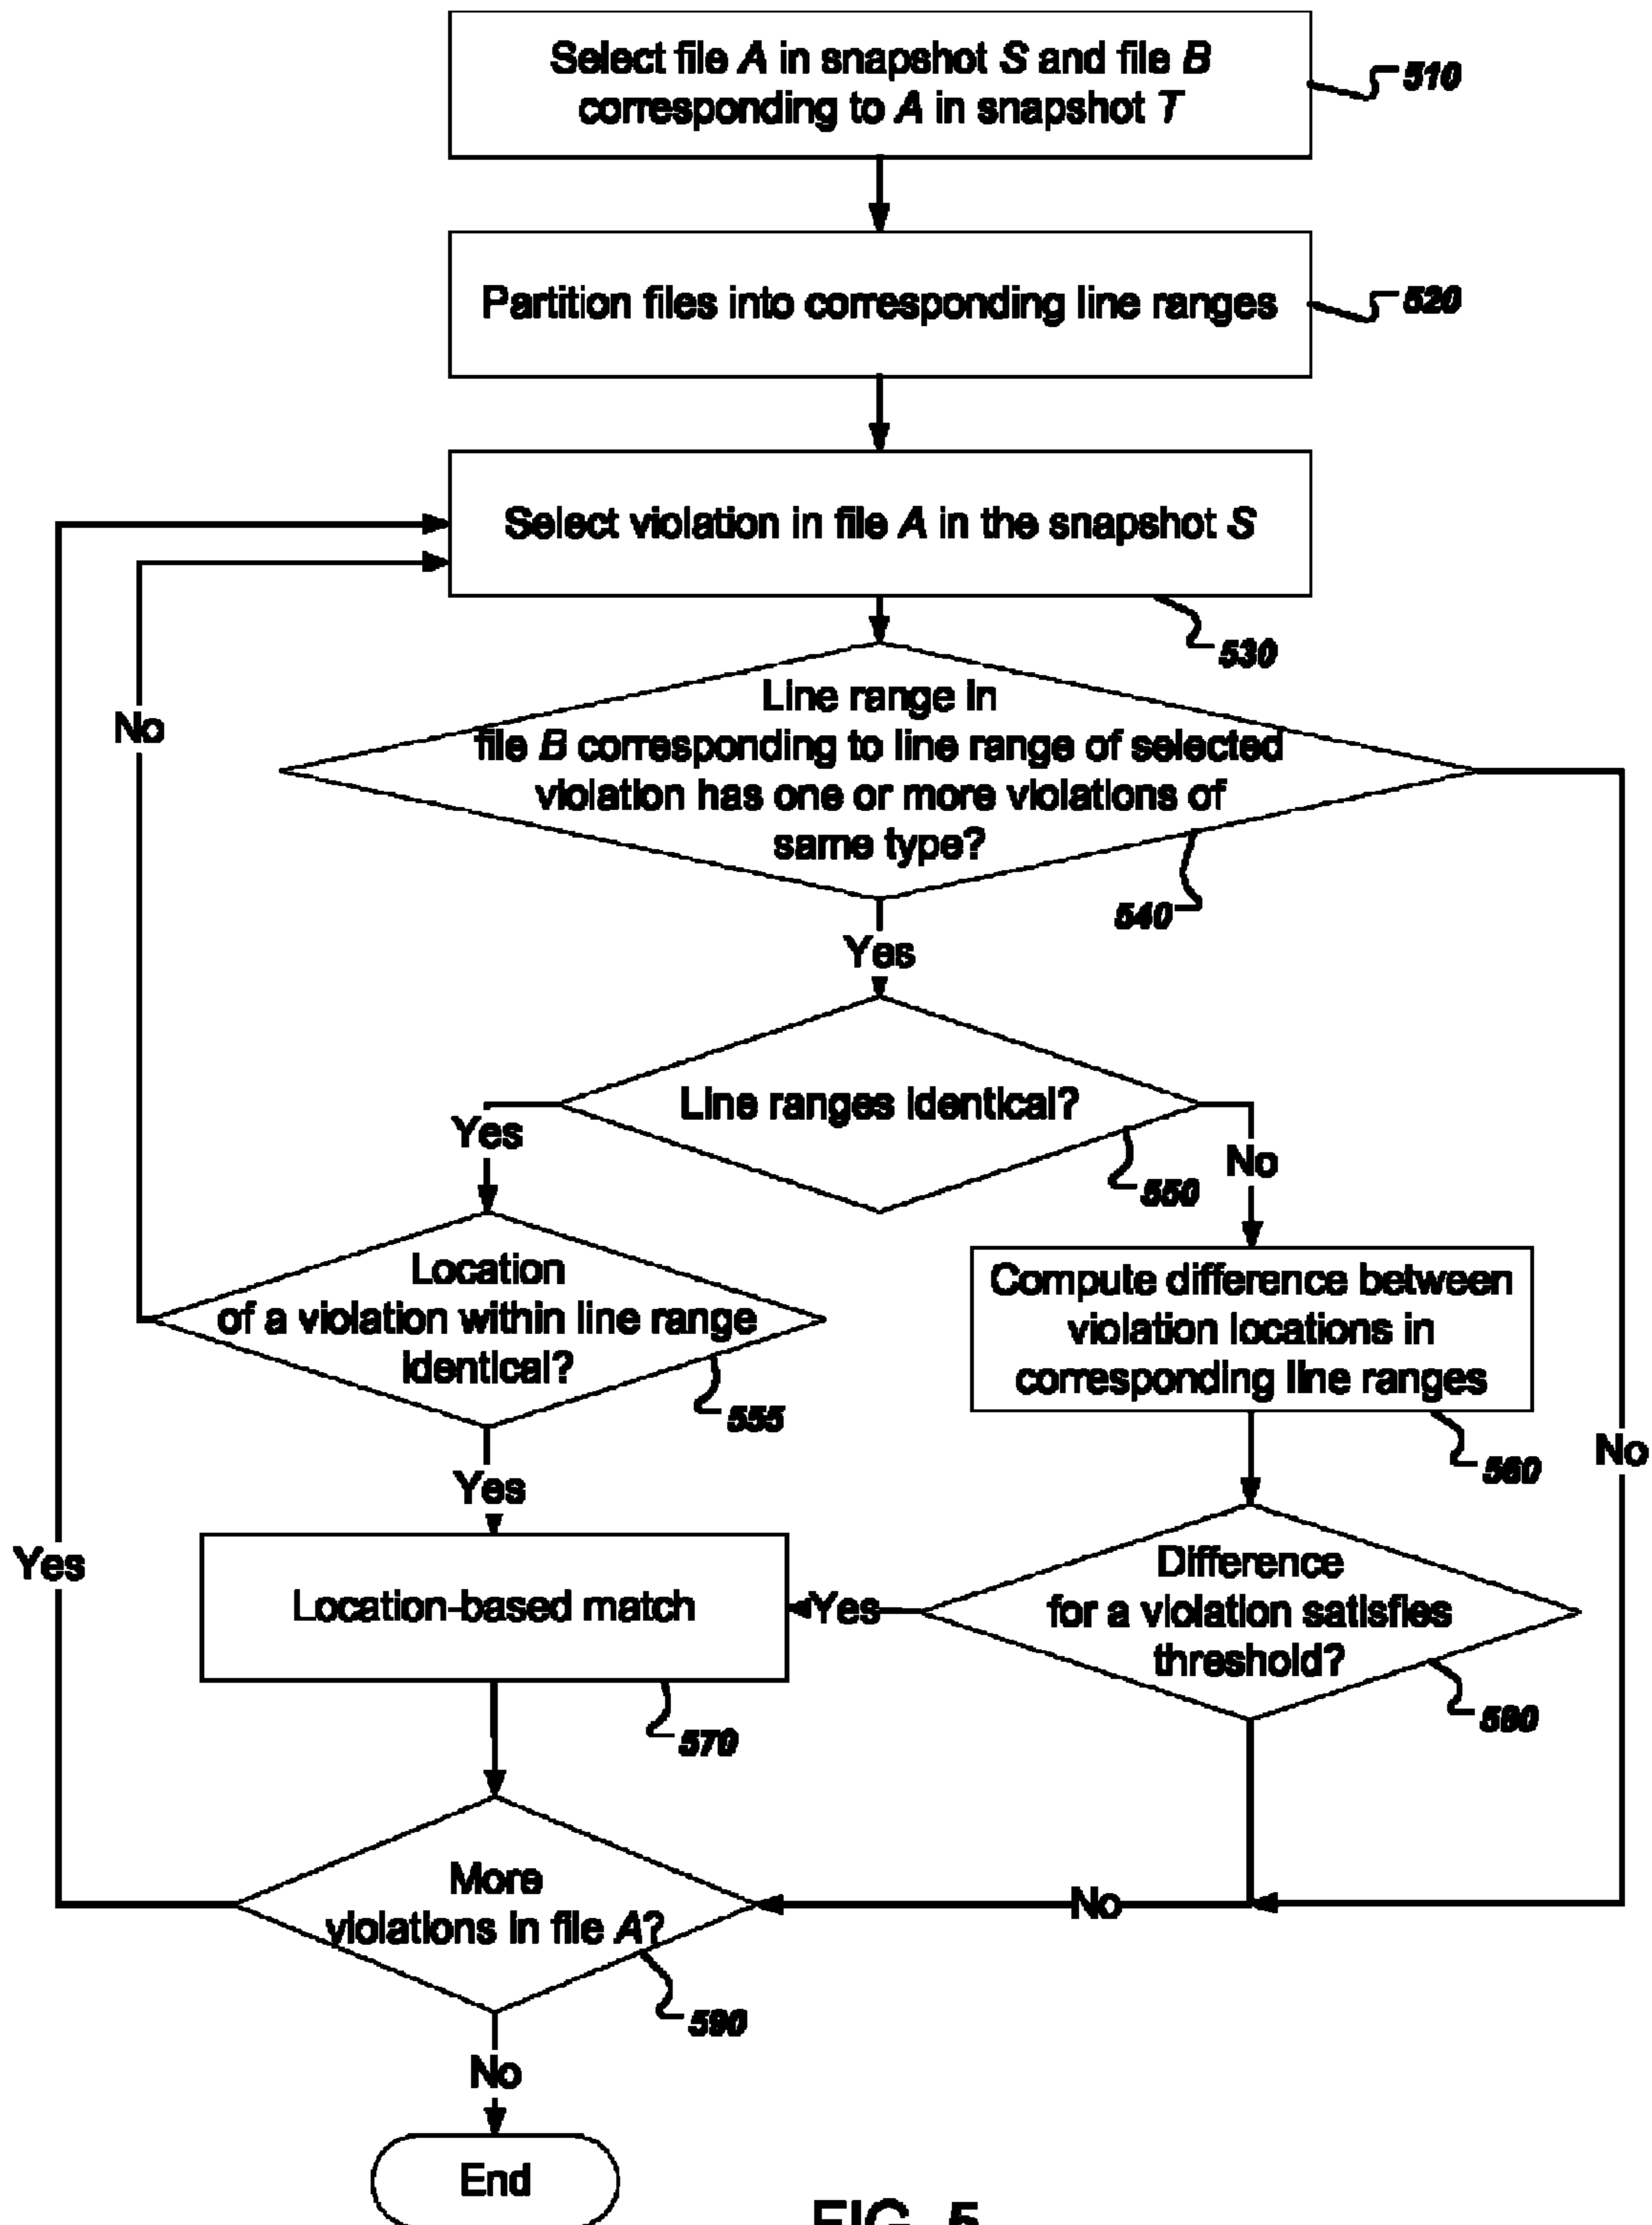 Select file A in snapshot S and file B
corresponding to A in snapshot T
510
Partition files into corresponding line ranges
520
Select violation in file A in the snapshot S
530
No
Line range in
file B corresponding to line range of selected
violation has one or more violations of
same type?
540
Yes
Line ranges identical?
550
Yes
No
Location
of a violation within line range
identical?
555
Compute difference between
violation locations in
corresponding line ranges
560
No
Yes
Yes
Location-based match
570
Yes
Difference
for a violation satisfies
threshold?
580
More
violations in file A?
590
No
No
End
FIG. 5